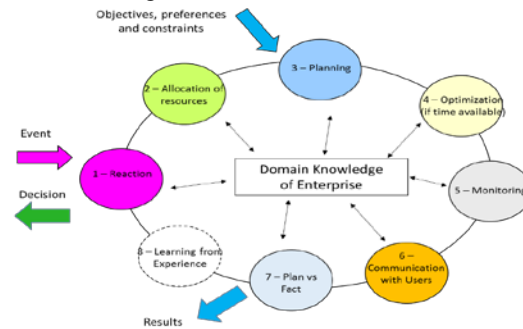 Objectives, preferences
and constraints
3 – Planning
2 – Allocation of
resources
4 – Optimization
(if time available)
Event
1 – Reaction
Domain Knowledge
of Enterprise
5 – Monitoring
Decision
8 – Learning from
Experience
7 – Plan vs
Fact
6 –
Communication
with Users
Results